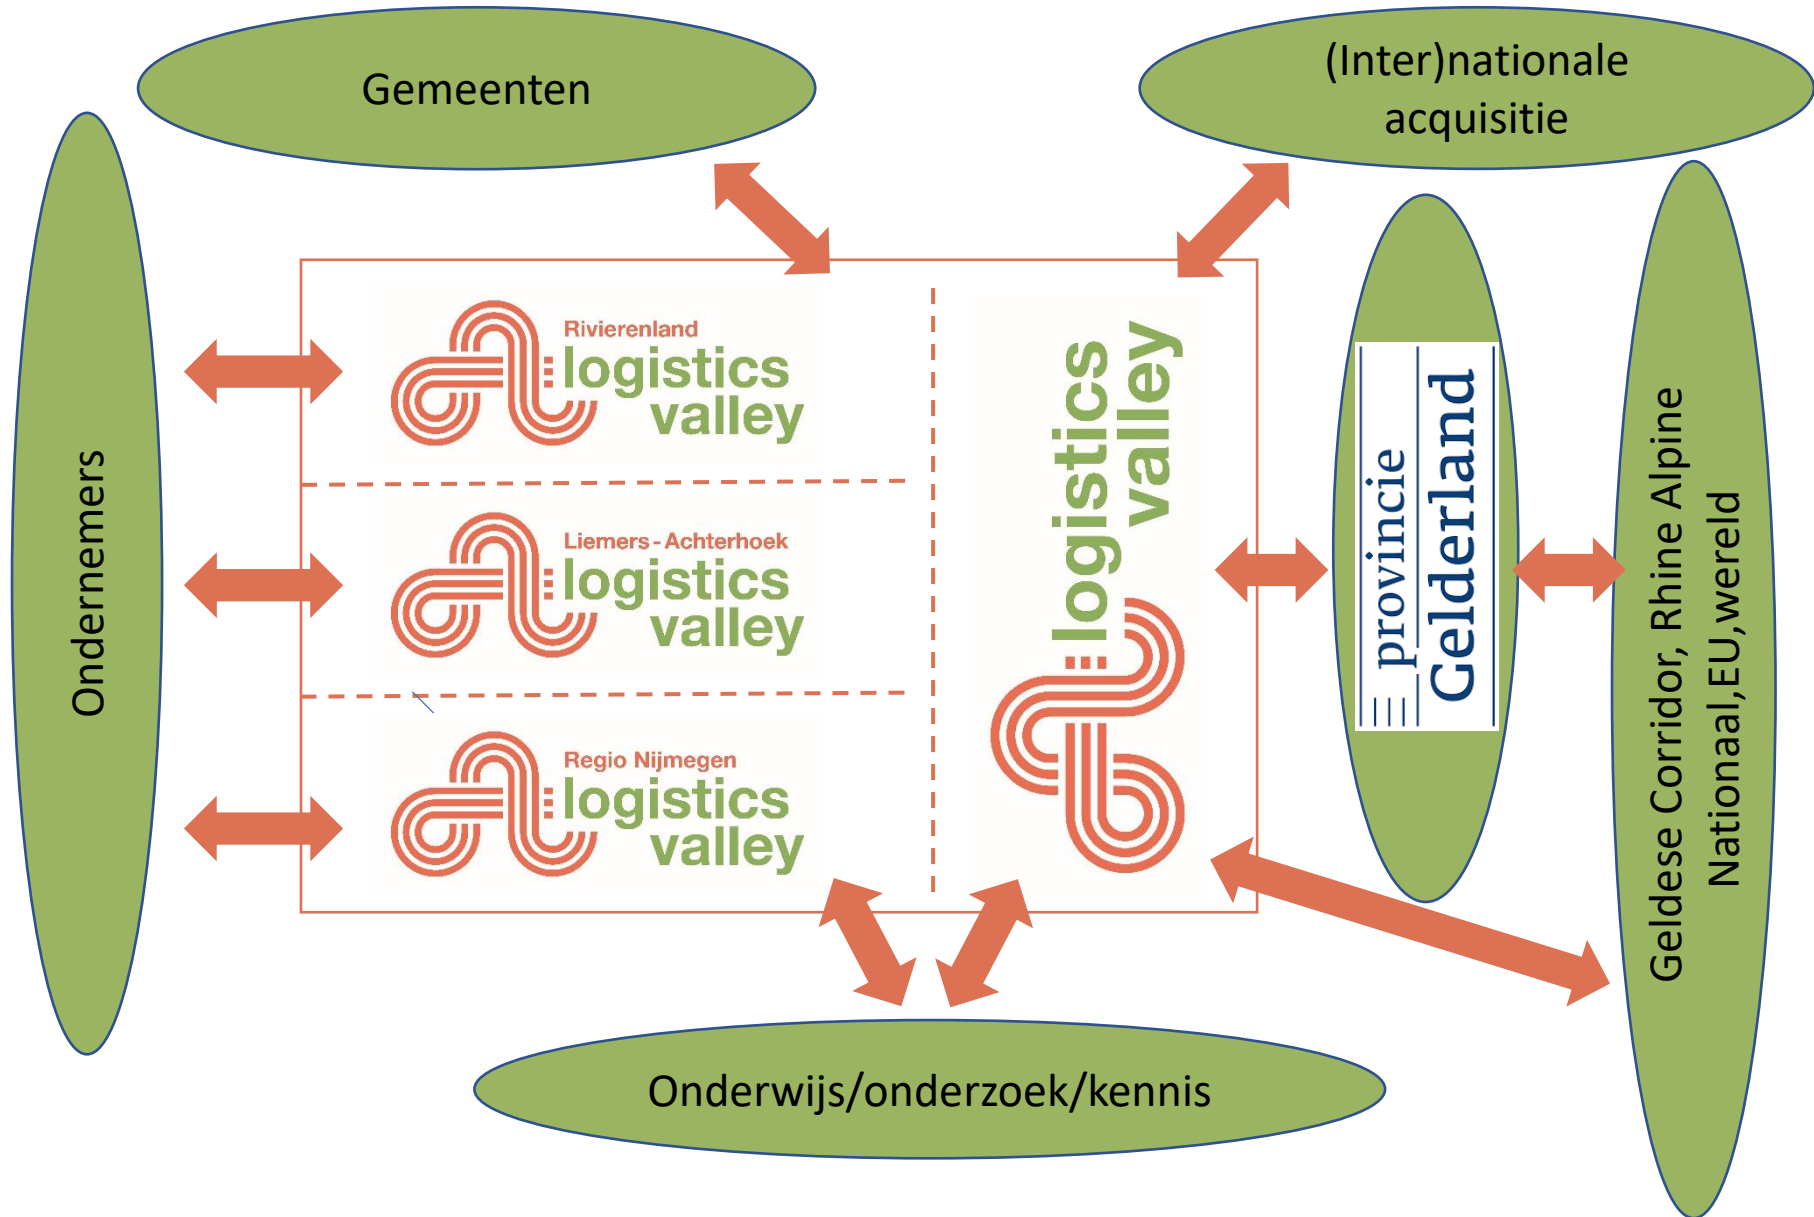 Gemeenten
(Inter)nationale
acquisitie
Ondernemers
Rivierenland
logistics
valley
Liemers-Achterhoek
logistics
valley
Regio Nijmegen
logistics
valley
logistics
valley
provincie
Gelderland
Geldese Corridor, Rhine Alpine
Nationaal,EU,wereld
Onderwijs/onderzoek/kennis